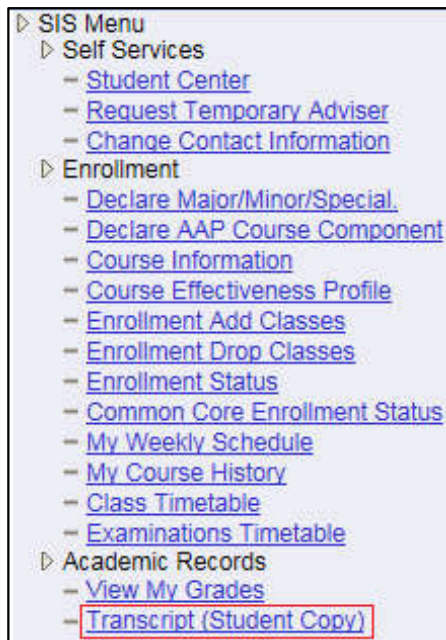 SIS Menu
Self Services
Student Center
Request Temporary Adviser
Change Contact Information
Enrollment
Declare Major/Minor/Special.
Declare AAP Course Component
Course Information
Course Effectiveness Profile
Enrollment Add Classes
Enrollment Drop Classes
Enrollment Status
Common Core Enrollment Status
My Weekly Schedule
My Course History
Class Timetable
Examinations Timetable
Academic Records
View My Grades
Transcript (Student Copy)